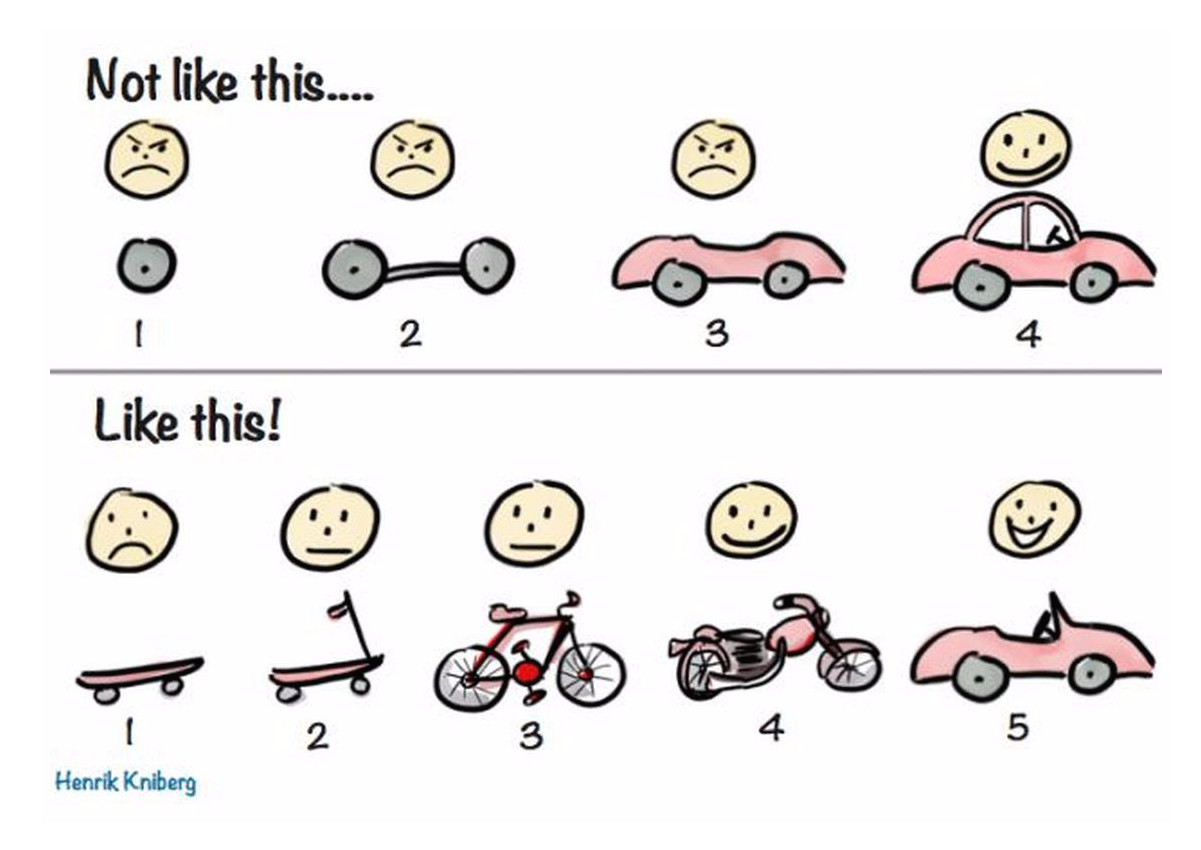 Not like this....
1 2 3 4
Like this!
1 2 3 4 5
Henrik Kniberg